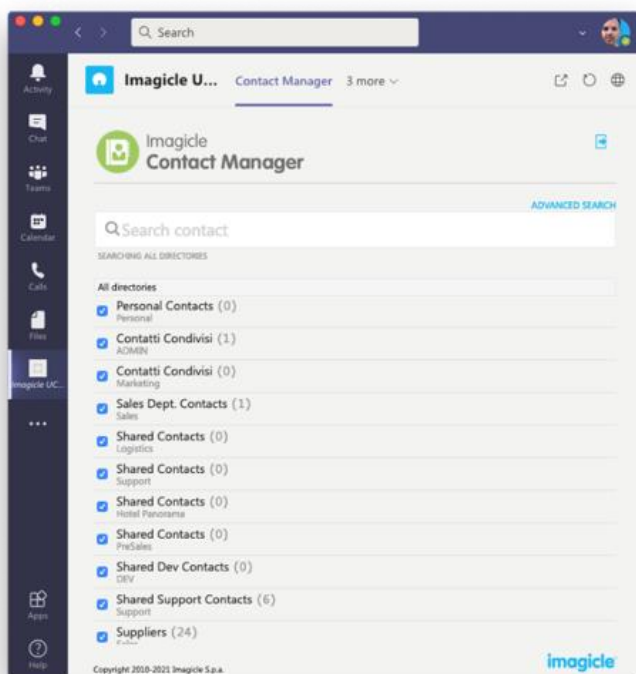 Search
Activity
Chat
Teams
Calendar
Calls
Files
Imagicle UC...
Apps
Help
Imagicle U... Contact Manager 3 more
Imagicle
Contact Manager
ADVANCED SEARCH
Search contact
SEARCHING ALL DIRECTORIES
All directories
Personal Contacts (0)
Personal
Contatti Condivisi (1)
ADMIN
Contatti Condivisi (0)
Marketing
Sales Dept. Contacts (1)
Sales
Shared Contacts (0)
Logistics
Shared Contacts (0)
Support
Shared Contacts (0)
Hotel Panorama
Shared Contacts (0)
PreSales
Shared Dev Contacts (0)
DEV
Shared Support Contacts (6)
Support
Suppliers (24)
Sales
Copyright 2010-2021 Imagicle S.p.a.
imagicle